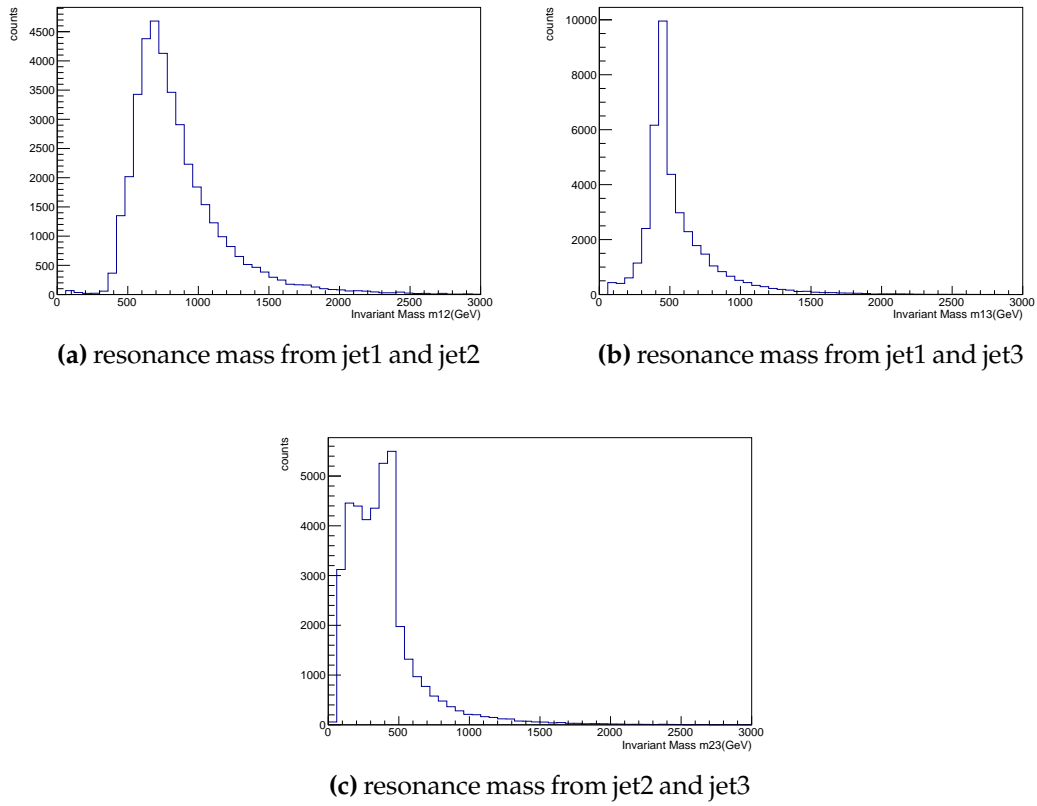 counts
4500
4000
3500
3000
2500
2000
1500
1000
500
0
0 500 1000 1500 2000 2500 3000
Invariant Mass m12(GeV)
(a) resonance mass from jet1 and jet2
counts
10000
8000
6000
4000
2000
0
0 500 1000 1500 2000 2500 3000
Invariant Mass m13(GeV)
(b) resonance mass from jet1 and jet3
counts
5000
4000
3000
2000
1000
0
0 500 1000 1500 2000 2500 3000
Invariant Mass m23(GeV)
(c) resonance mass from jet2 and jet3